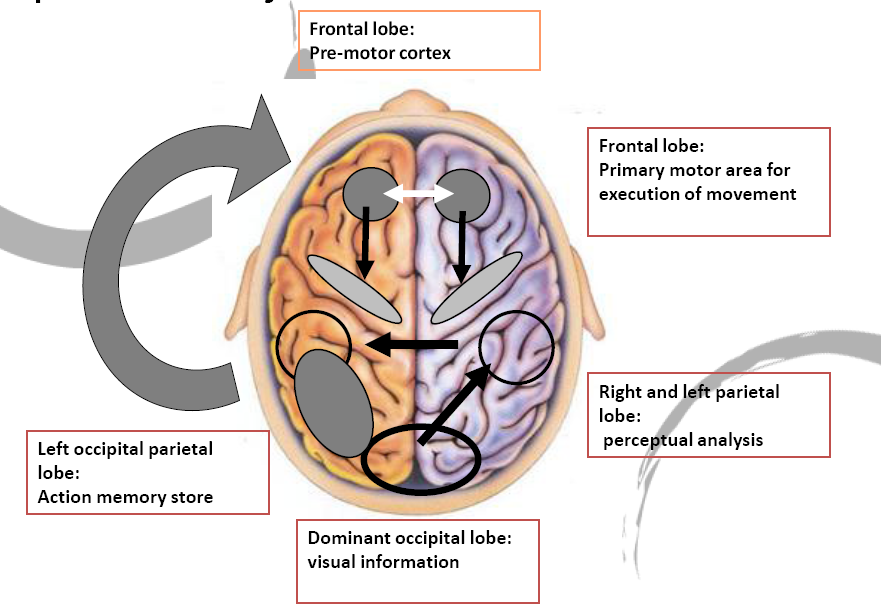 Frontal lobe:
Pre-motor cortex
Frontal lobe:
Primary motor area for
execution of movement
Right and left parietal
lobe:
perceptual analysis
Left occipital parietal
lobe:
Action memory store
Dominant occipital lobe:
visual information